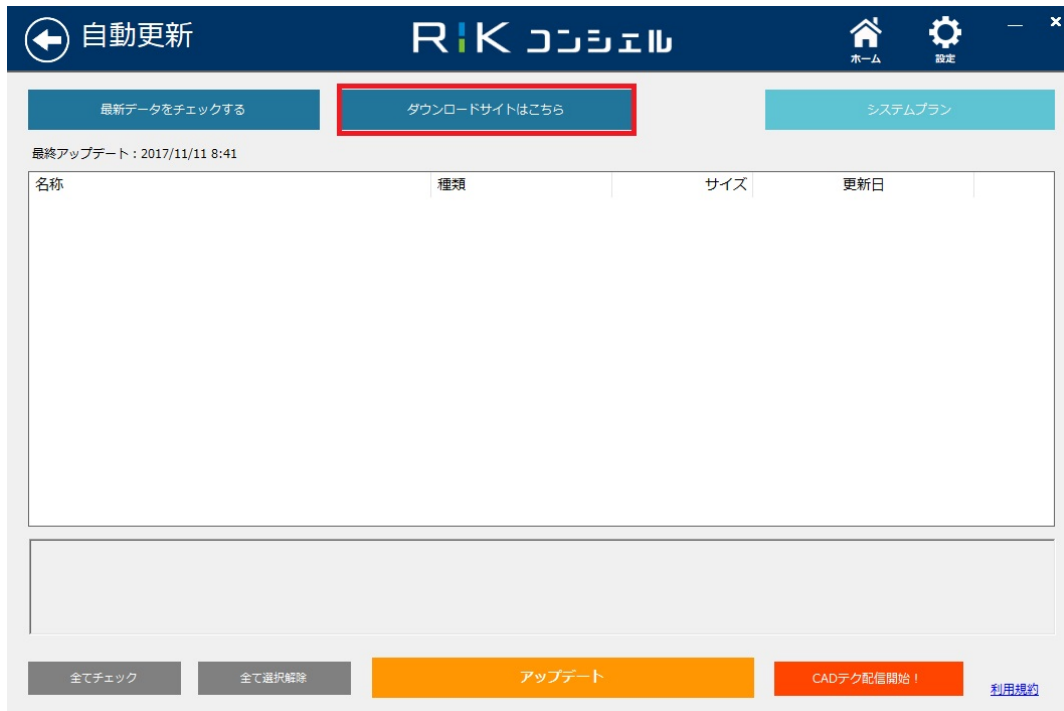 自動更新
RiK コンシェル
ホーム
設定
最新データをチェックする
ダウンロードサイトはこちら
システムプラン
最終アップデート：2017/11/11 8:41
名称 種類 サイズ 更新日
全てチェック
全て選択解除
アップデート
CADテク配信開始！
利用規約